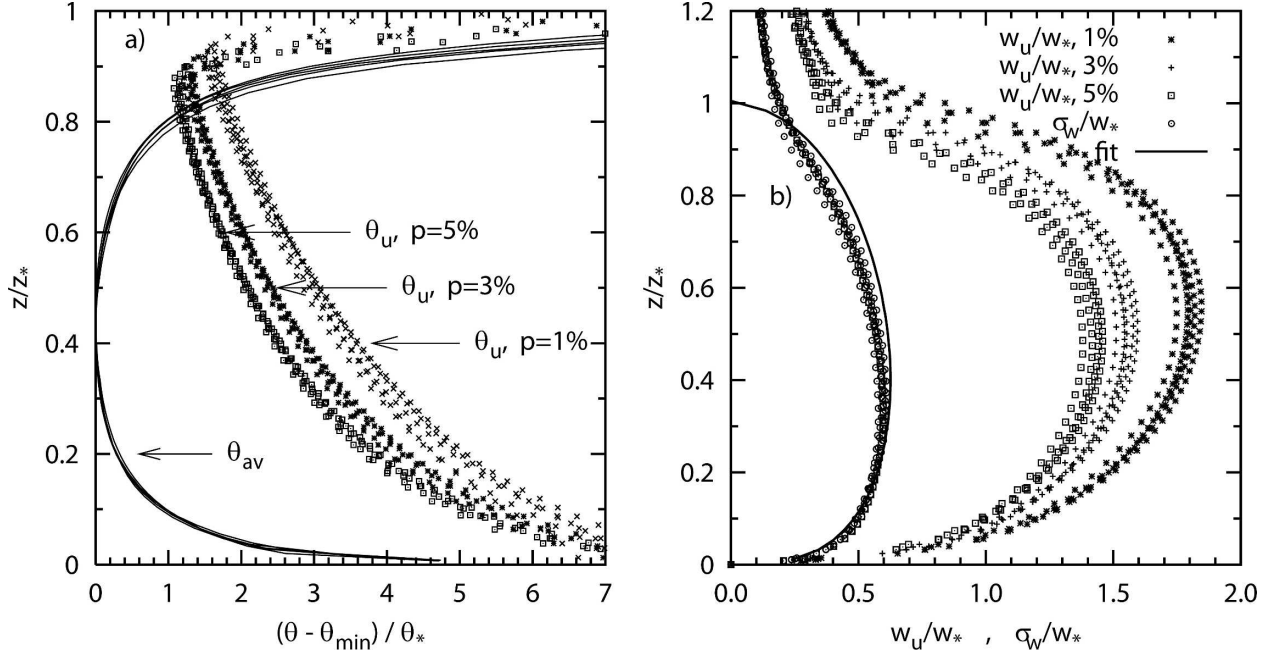 a)
1
0.8
0.6
0.4
0.2
0
z/z*
0 1 2 3 4 5 6 7
(θ - θmin) / θ*
θu, p=5%
θu, p=3%
θu, p=1%
θav
b)
1.2
1
0.8
0.6
0.4
0.2
0
z/z*
0 0.5 1.0 1.5 2.0
wu/w* , σw/w*
wu/w*, 1%
wu/w*, 3%
wu/w*, 5%
σw/w*
fit